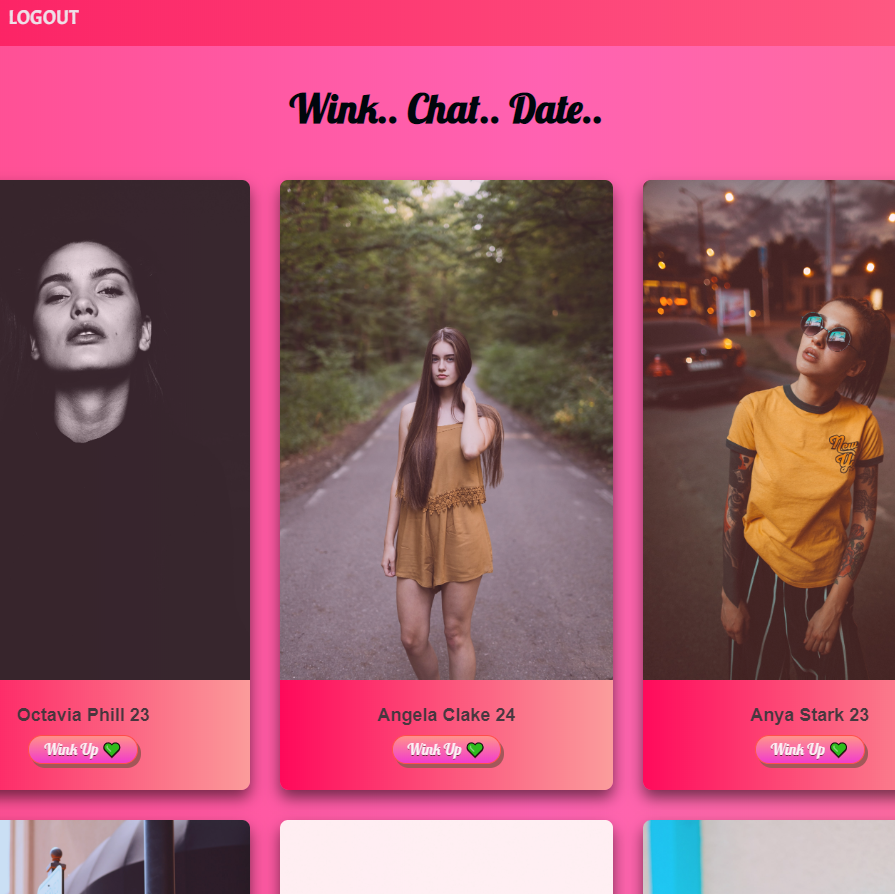 LOGOUT
Wink.. Chat.. Date..
New
Octavia Phill 23
Angela Clake 24
Anya Stark 23
Wink Up
Wink Up
Wink Up